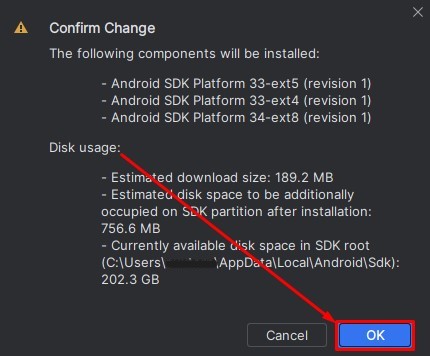 Confirm Change
The following components will be installed:
- Android SDK Platform 33-ext5 (revision 1)
- Android SDK Platform 33-ext4 (revision 1)
- Android SDK Platform 34-ext8 (revision 1)
Disk usage:
- Estimated download size: 189.2 MB
- Estimated disk space to be additionally
occupied on SDK partition after installation:
756.6 MB
- Currently available disk space in SDK root
(C:\Users\ \AppData\Local\Android\Sdk):
202.3 GB
Cancel
OK